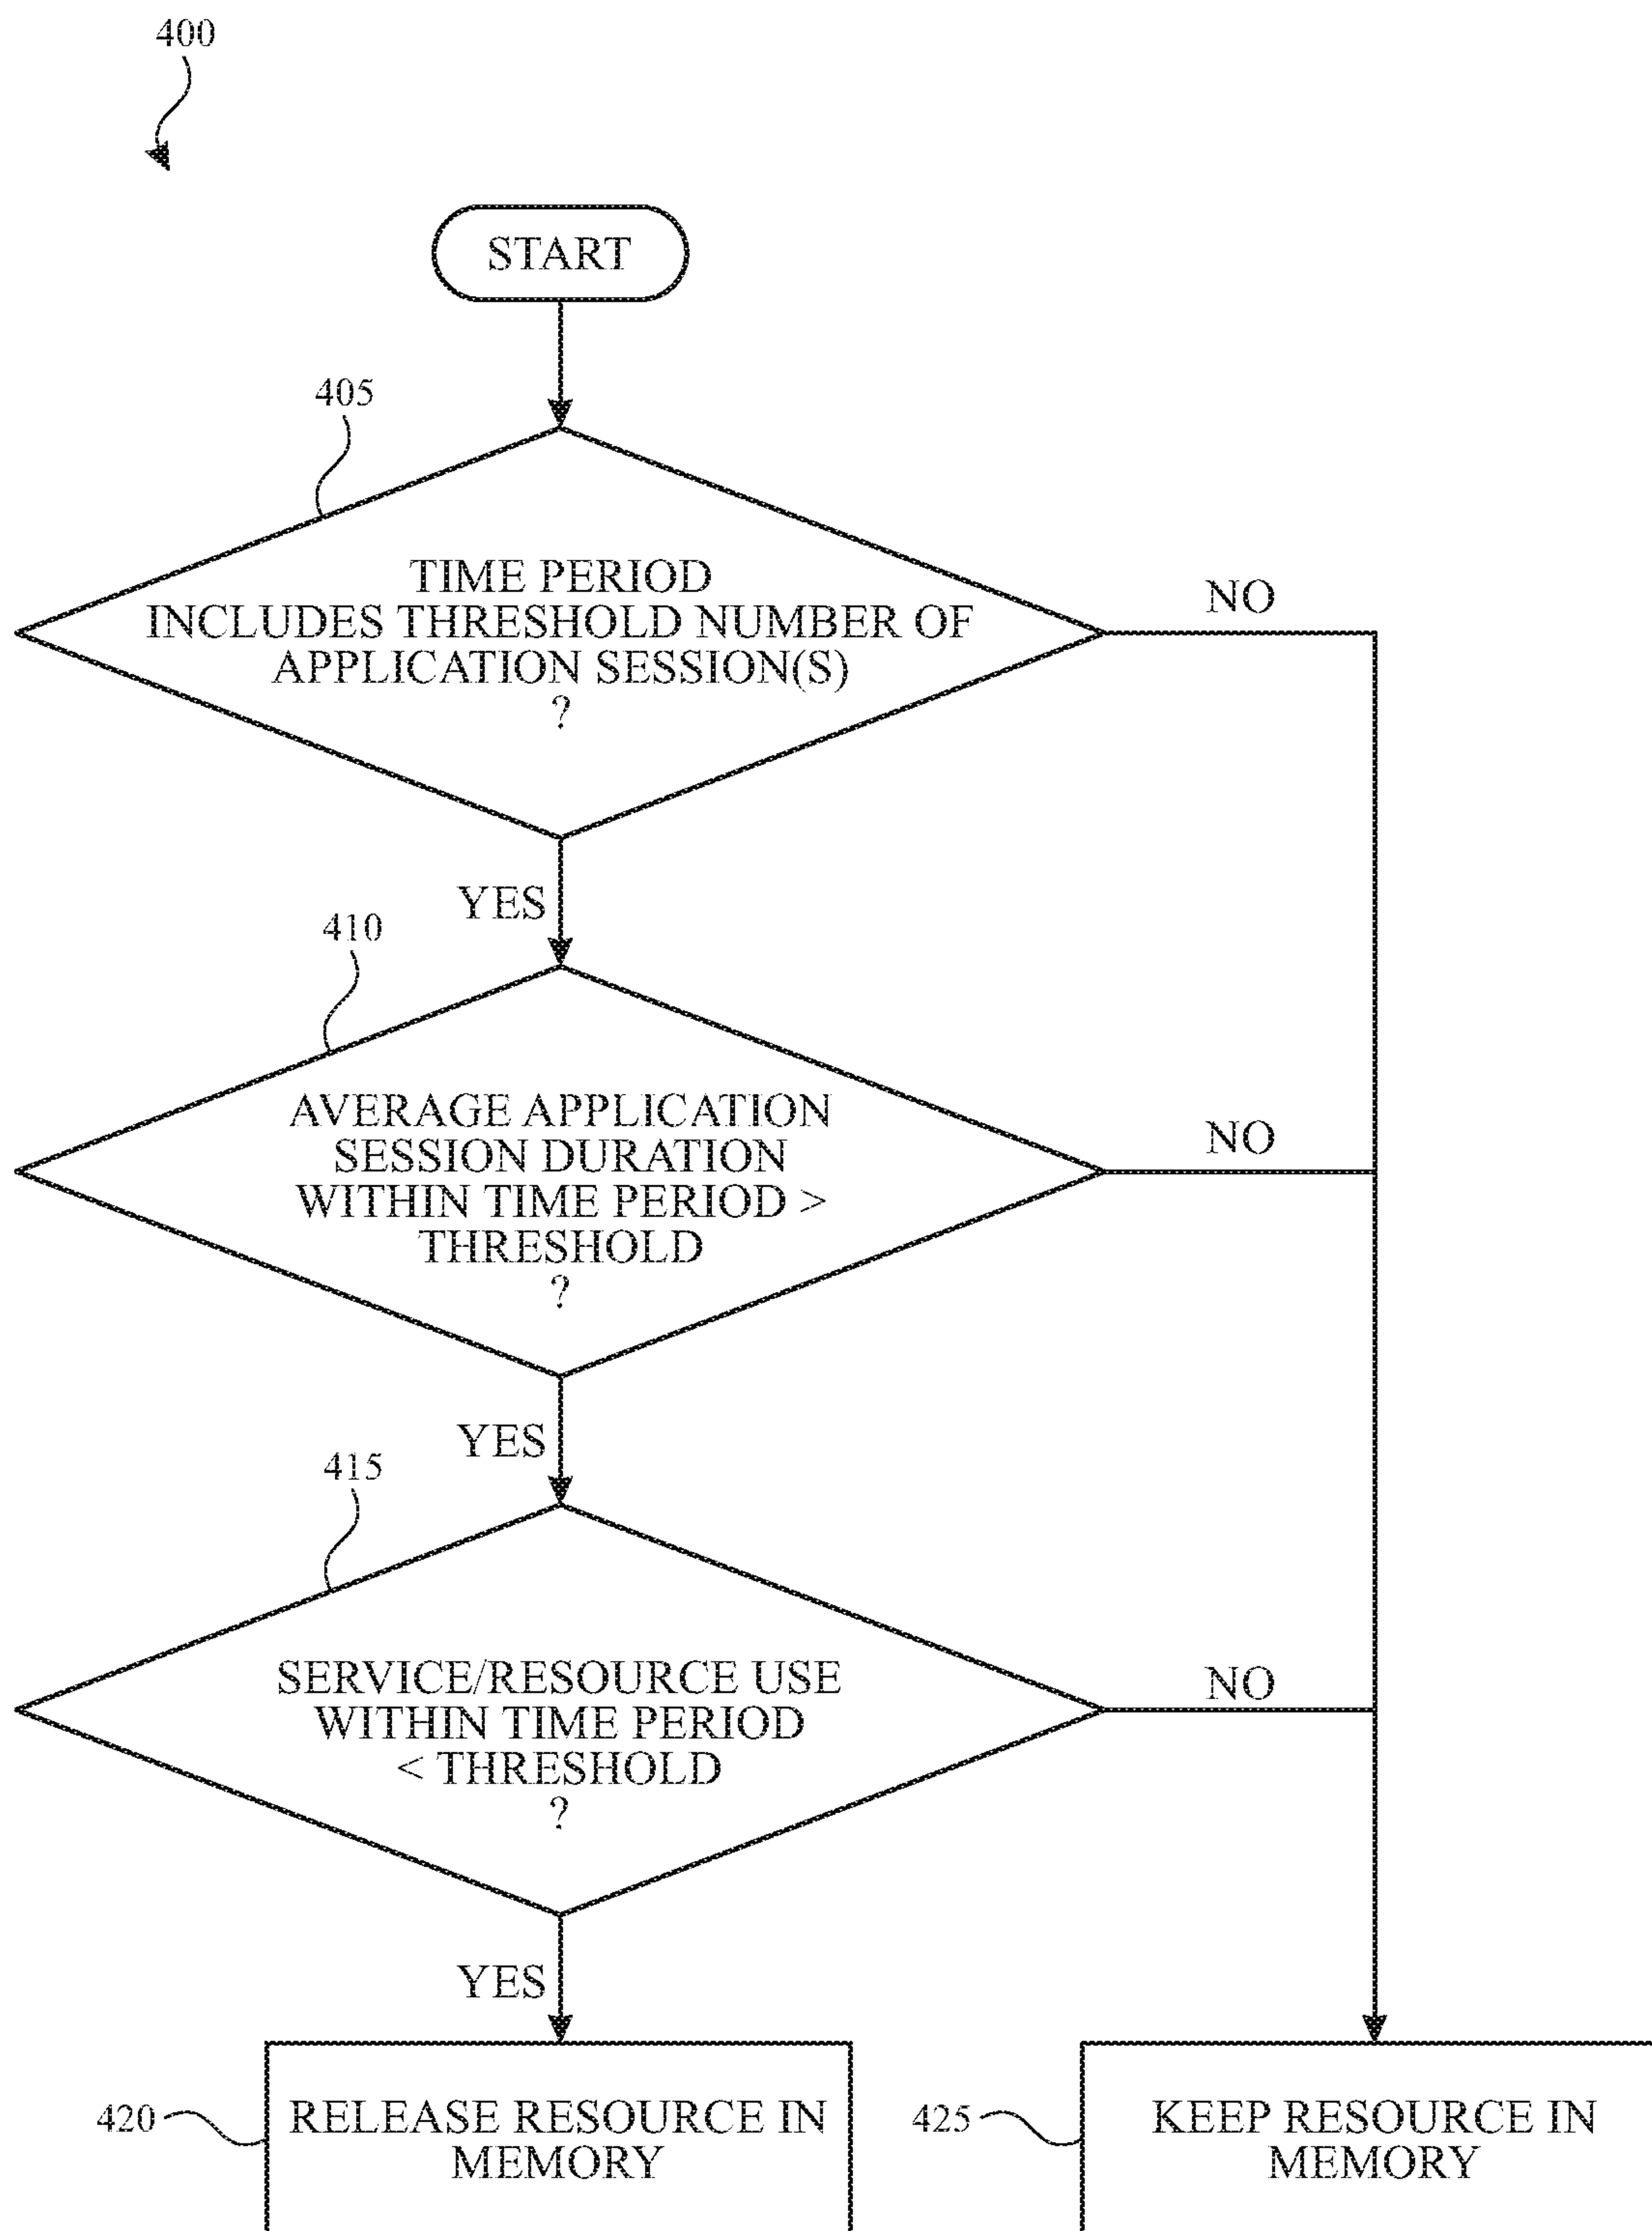 400
START
405
TIME PERIOD
INCLUDES THRESHOLD NUMBER OF
APPLICATION SESSION(S)
?
NO
YES
410
AVERAGE APPLICATION
SESSION DURATION
WITHIN TIME PERIOD >
THRESHOLD
?
NO
YES
415
SERVICE/RESOURCE USE
WITHIN TIME PERIOD
< THRESHOLD
?
NO
YES
420
RELEASE RESOURCE IN
MEMORY
425
KEEP RESOURCE IN
MEMORY